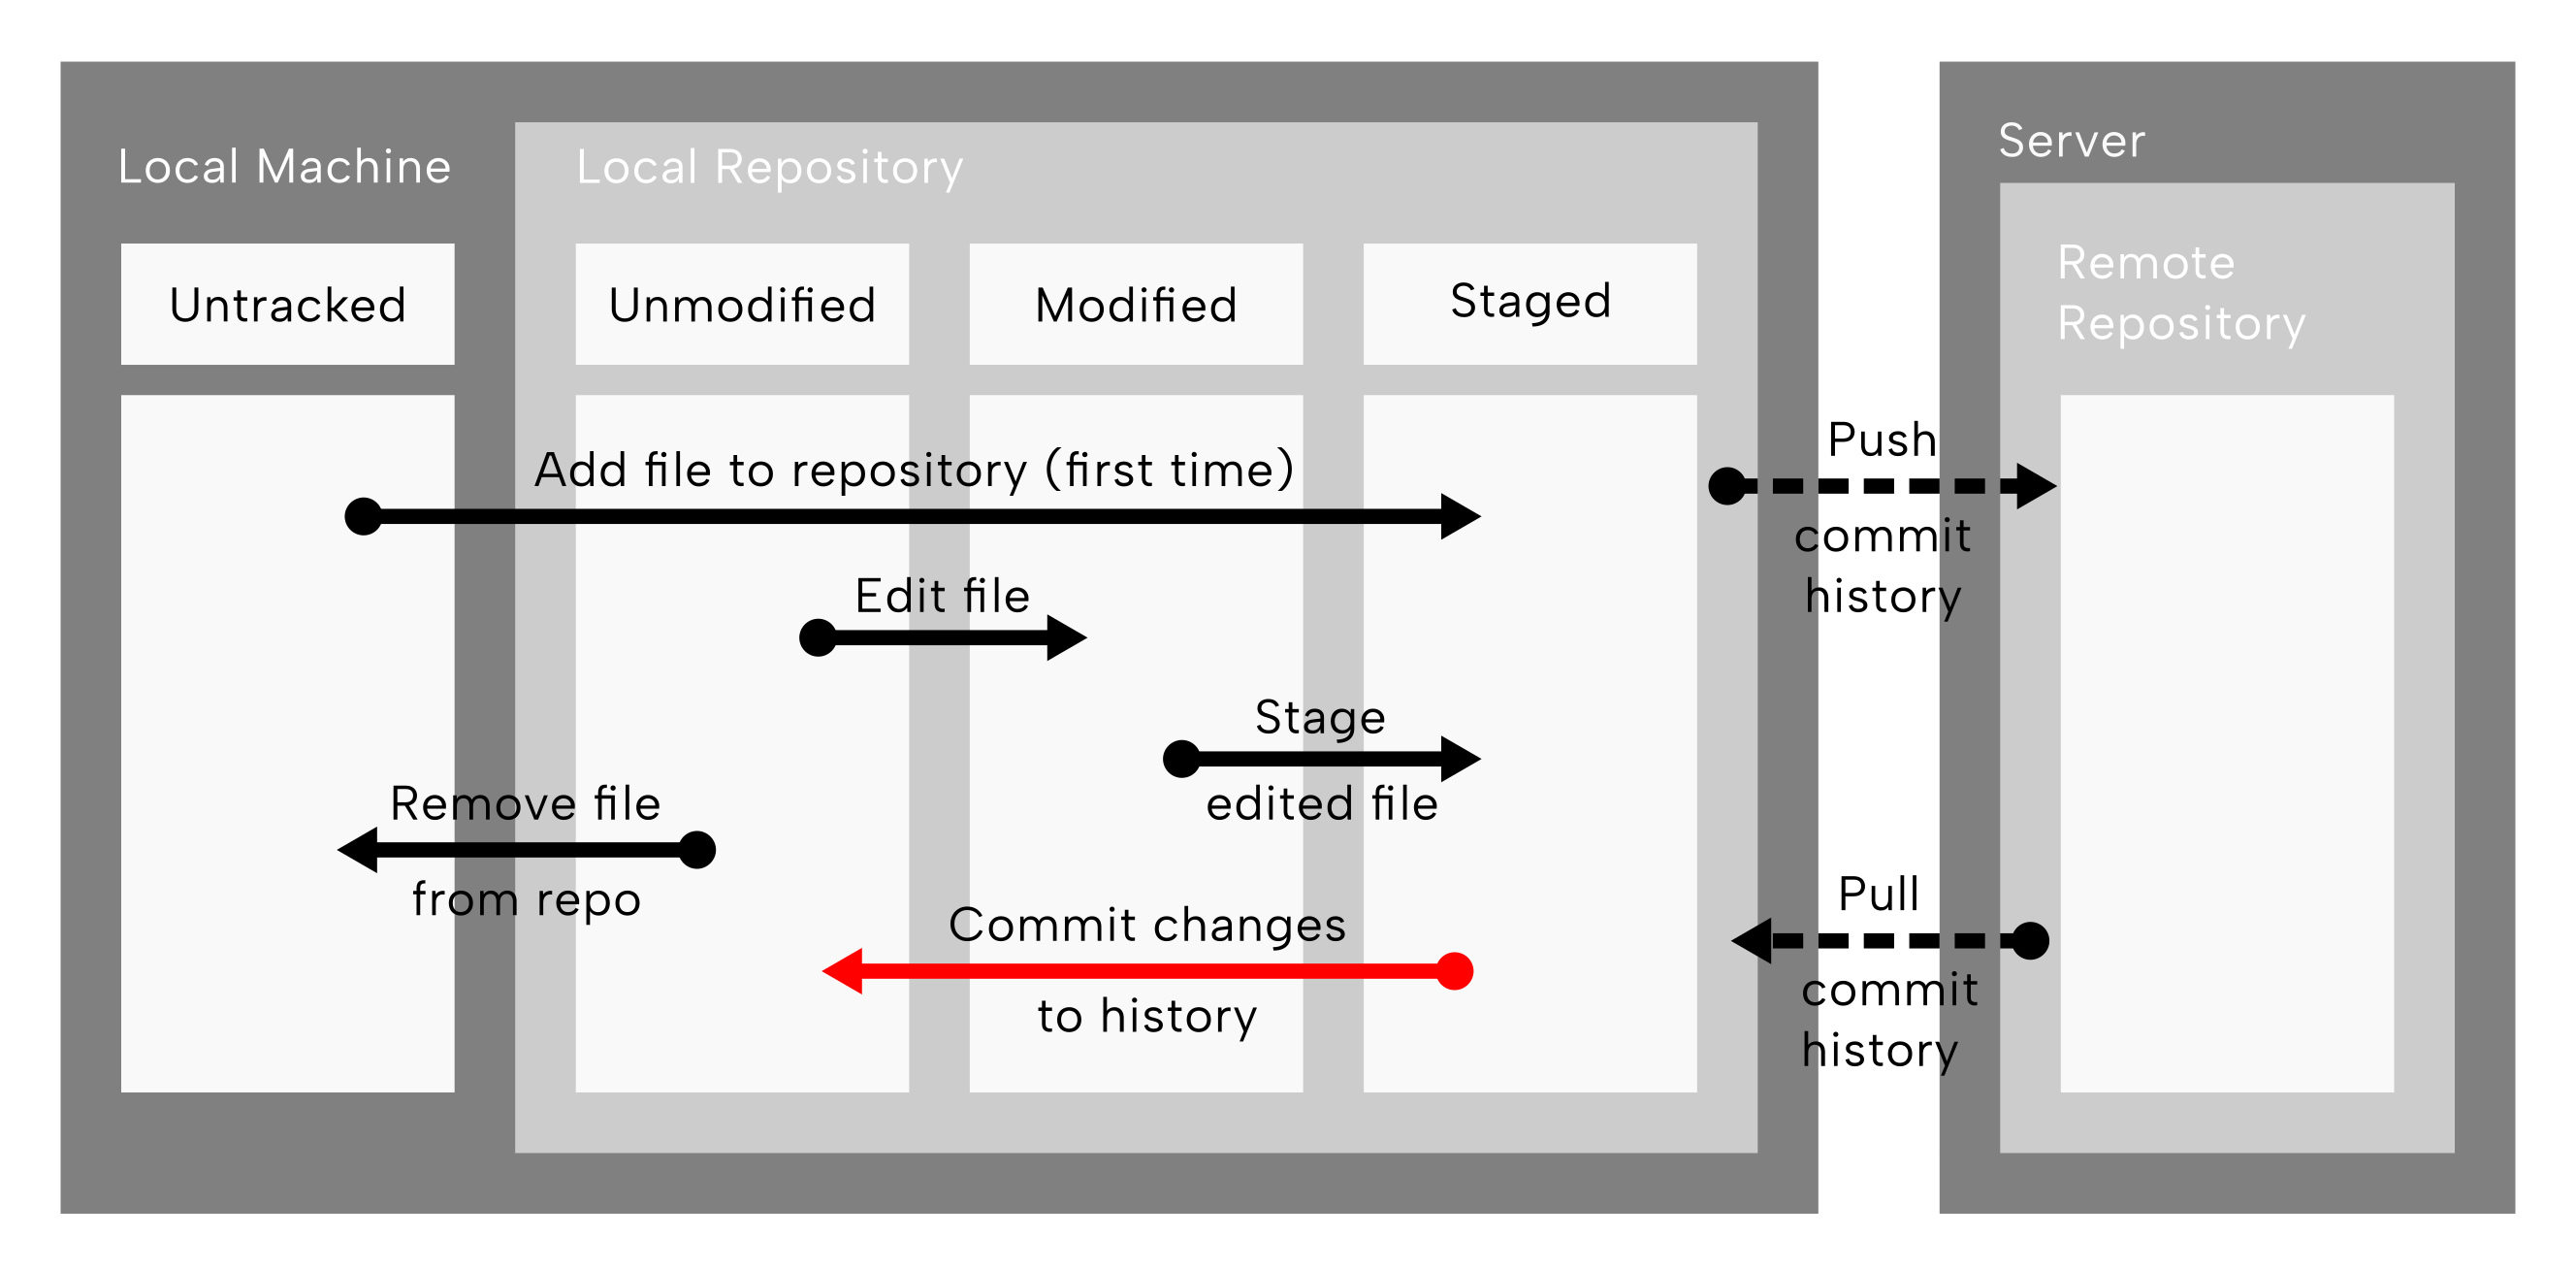 Local Machine
Local Repository
Server
Remote
Repository
Untracked
Unmodified
Modified
Staged
Add file to repository (first time)
Push
commit
history
Edit file
Stage
edited file
Remove file
from repo
Commit changes
to history
Pull
commit
history